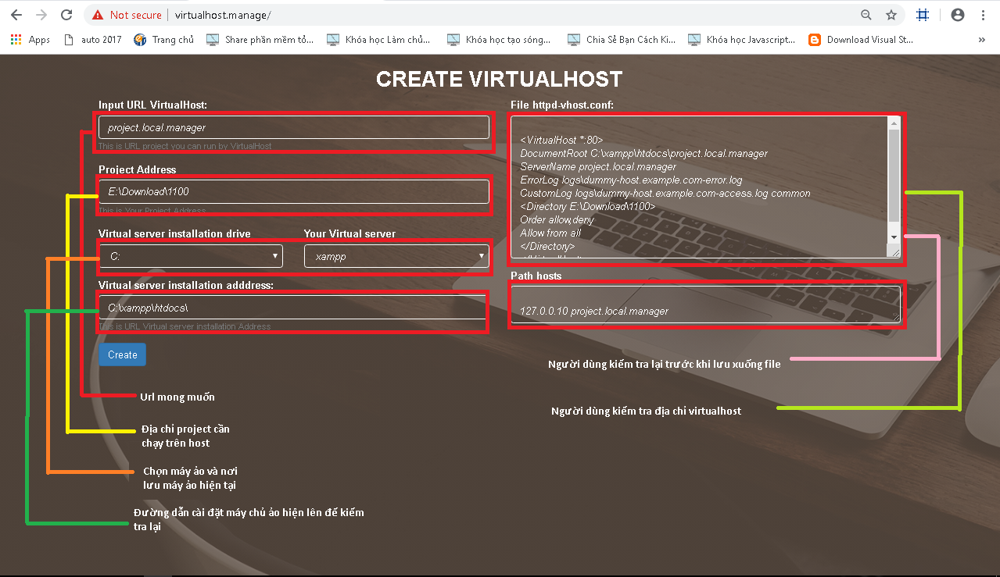 Not secure | virtualhost.manage/
Apps auto 2017 Trang chủ Share phần mềm tổ... Khóa học Làm chủ... Khóa học tạo sóng... Chia Sẻ Bạn Cách Ki... Khóa học Javascript... Download Visual St... »
CREATE VIRTUALHOST
Input URL VirtualHost:
project.local.manager
This is URL project you can run by VirtualHost
Project Address
E:\Download\1100
This is Your Project Address
Virtual server installation drive
C:
Your Virtual server
xampp
Virtual server installation adddress:
C:\xampp\htdocs\
This is URL Virtual server installation Address
Create
File httpd-vhost.conf:
<VirtualHost *:80>
DocumentRoot C:\xampp\htdocs\project.local.manager
ServerName project.local.manager
ErrorLog logs\dummy-host.example.com-error.log
CustomLog logs\dummy-host.example.com-access.log common
<Directory E:\Download\1100>
Order allow,deny
Allow from all
</Directory>
Path hosts
127.0.0.10 project.local.manager
Url mong muốn
Địa chỉ project cần
chạy trên host
Chọn máy ảo và nơi
lưu máy ảo hiện tại
Đường dẫn cài đặt máy chủ ảo hiện lên để kiểm
tra lại
Người dùng kiểm tra lại trước khi lưu xuống file
Người dùng kiểm tra địa chỉ virtualhost